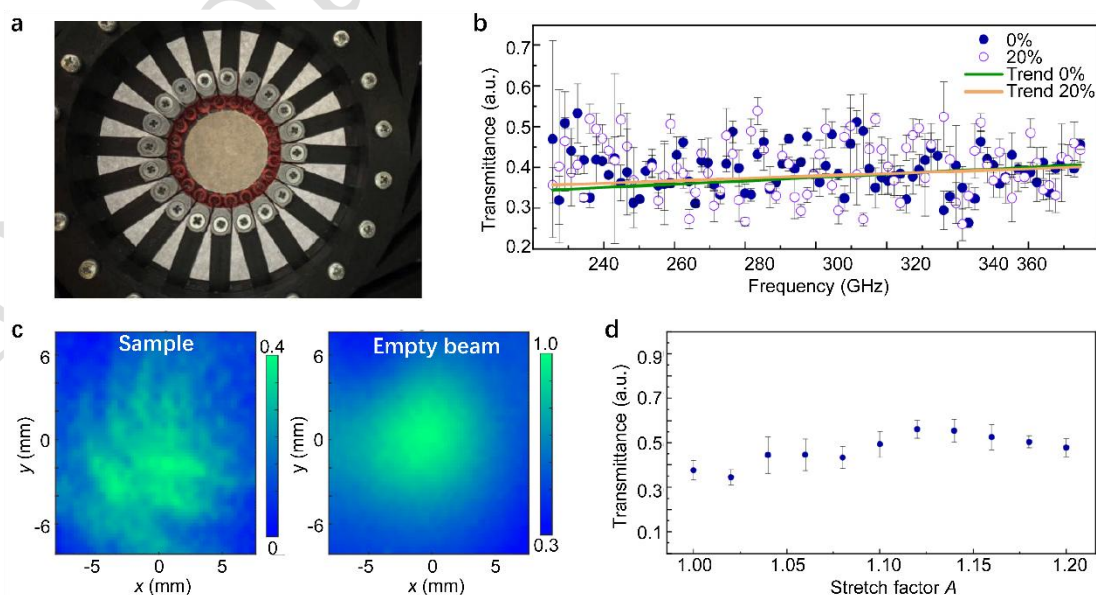 a
b
0.7
0.6
0.5
0.4
0.3
0.2
Transmittance (a.u.)
0%
20%
Trend 0%
Trend 20%
240 260 280 300 320 340 360
Frequency (GHz)
c
Sample
6
0
-6
y (mm)
-5 0 5
x (mm)
0.4
0
Empty beam
6
0
-6
y (mm)
-5 0 5
x (mm)
1.0
0.3
d
0.9
0.7
0.5
0.3
0.1
Transmittance (a.u.)
1.00 1.05 1.10 1.15 1.20
Stretch factor A